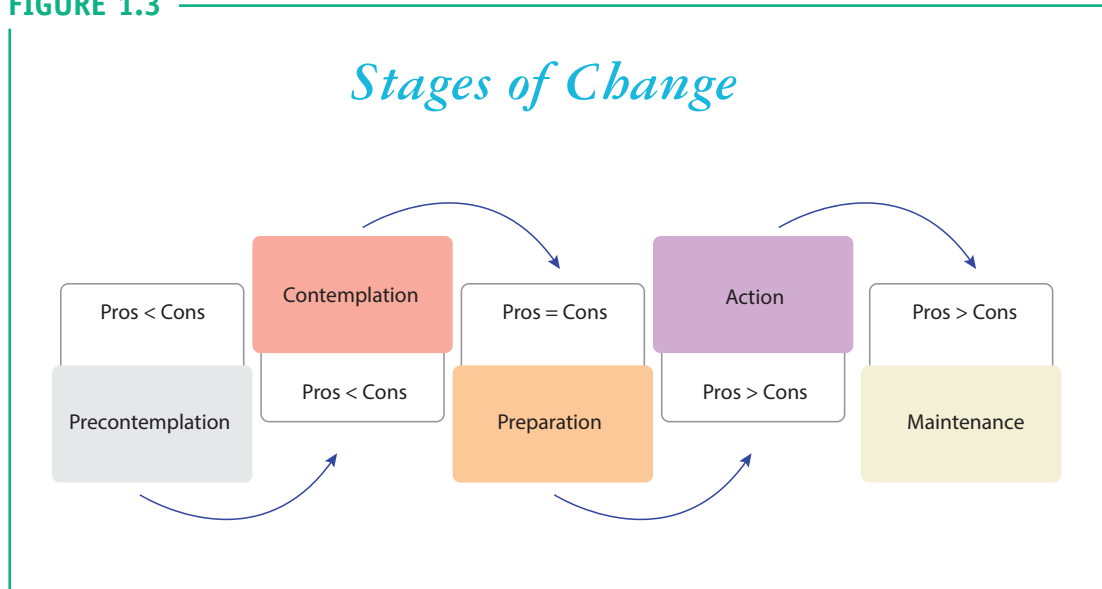 FIGURE 1.3
Stages of Change
Pros < Cons
Precontemplation
Contemplation
Pros < Cons
Pros = Cons
Preparation
Action
Pros > Cons
Pros > Cons
Maintenance